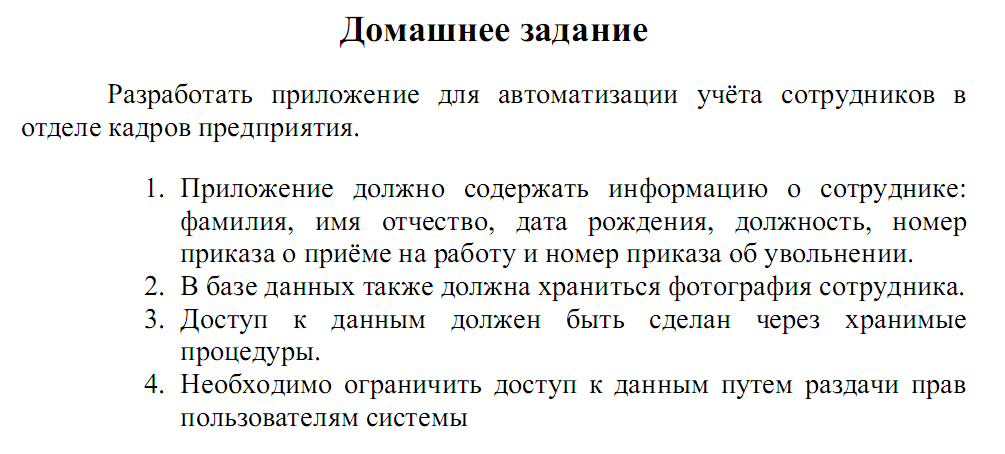 Домашнее задание
Разработать приложение для автоматизации учёта сотрудников в
отделе кадров предприятия.
1. Приложение должно содержать информацию о сотруднике:
фамилия, имя отчество, дата рождения, должность, номер
приказа о приёме на работу и номер приказа об увольнении.
2. В базе данных также должна храниться фотография сотрудника.
3. Доступ к данным должен быть сделан через хранимые
процедуры.
4. Необходимо ограничить доступ к данным путем раздачи прав
пользователям системы